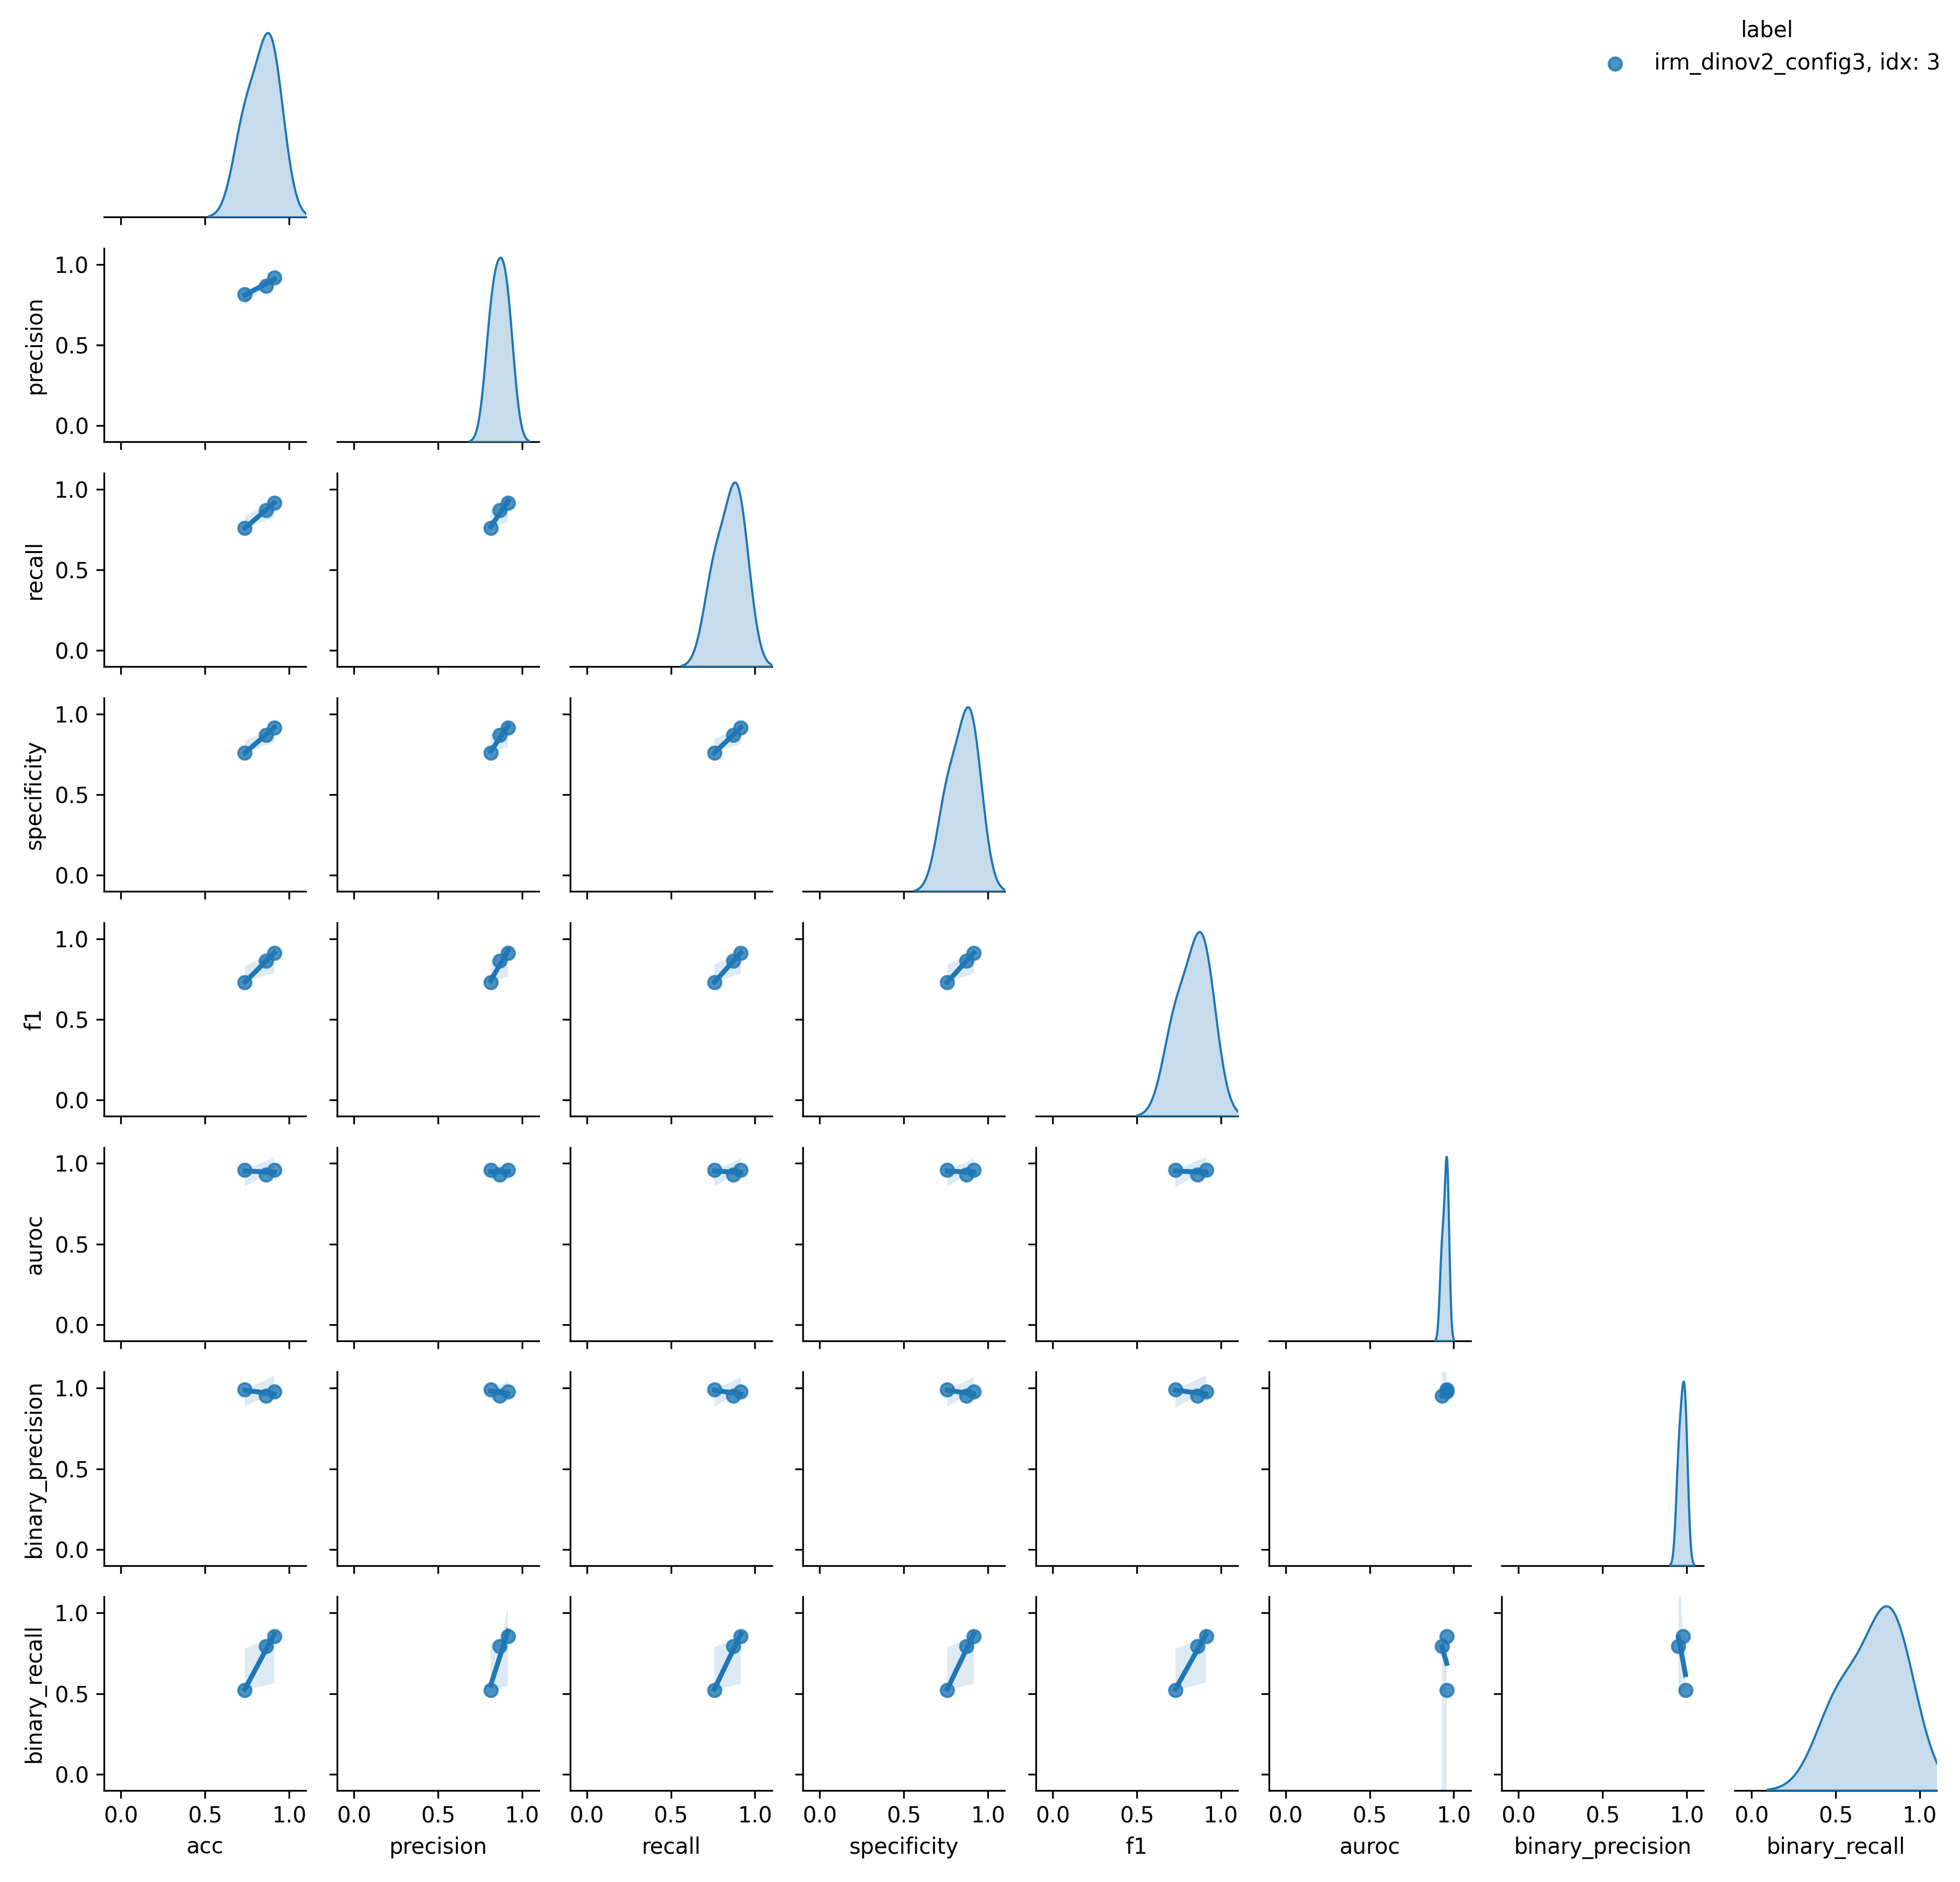 label
irm_dinov2_config3, idx: 3
1.0
0.5
0.0
precision
1.0
0.5
0.0
recall
1.0
0.5
0.0
specificity
1.0
0.5
0.0
f1
1.0
0.5
0.0
auroc
1.0
0.5
0.0
binary_precision
1.0
0.5
0.0
binary_recall
0.0 0.5 1.0 0.0 0.5 1.0 0.0 0.5 1.0 0.0 0.5 1.0 0.0 0.5 1.0 0.0 0.5 1.0 0.0 0.5 1.0 0.0 0.5 1.0
acc precision recall specificity f1 auroc binary_precision binary_recall